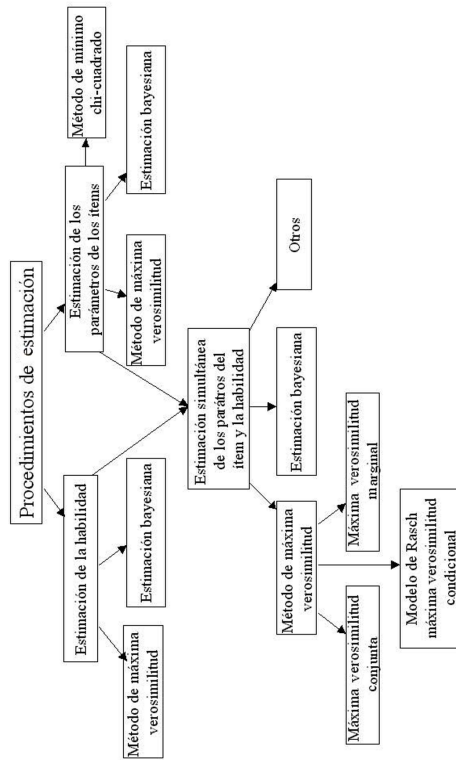 Procedimientos de estimación
Estimación de la habilidad
Estimación de los
parámetros de los ítems
Método de mínimo
chi-cuadrado
Método de máxima
verosimilitud
Estimación bayesiana
Método de máxima
verosimilitud
Estimación bayesiana
Estimación simultánea
de los parátros del
ítem y la habilidad
Método de máxima
verosimilitud
Estimación bayesiana
Otros
Máxima verosimilitud
conjunta
Máxima verosimilitud
marginal
Modelo de Rasch
máxima verosimilitud
condicional